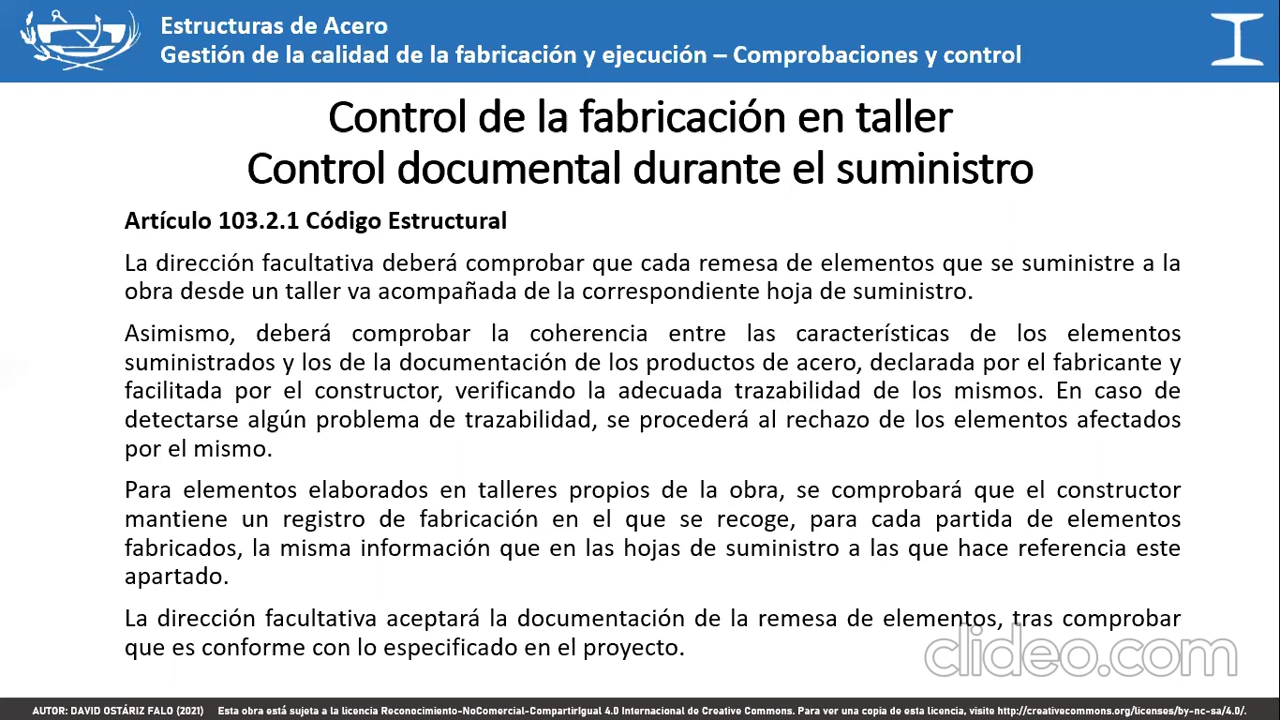 Estructuras de Acero
Gestión de la calidad de la fabricación y ejecución – Comprobaciones y control
Control de la fabricación en taller
Control documental durante el suministro
Artículo 103.2.1 Código Estructural
La dirección facultativa deberá comprobar que cada remesa de elementos que se suministre a la
obra desde un taller va acompañada de la correspondiente hoja de suministro.
Asimismo, deberá comprobar la coherencia entre las características de los elementos
suministrados y los de la documentación de los productos de acero, declarada por el fabricante y
facilitada por el constructor, verificando la adecuada trazabilidad de los mismos. En caso de
detectarse algún problema de trazabilidad, se procederá al rechazo de los elementos afectados
por el mismo.
Para elementos elaborados en talleres propios de la obra, se comprobará que el constructor
mantiene un registro de fabricación en el que se recoge, para cada partida de elementos
fabricados, la misma información que en las hojas de suministro a las que hace referencia este
apartado.
La dirección facultativa aceptará la documentación de la remesa de elementos, tras comprobar
que es conforme con lo especificado en el proyecto.
clideo.com
AUTOR: DAVID OSTÁRIZ FALO (2021) Esta obra está sujeta a la licencia Reconocimiento-NoComercial-CompartirIgual 4.0 Internacional de Creative Commons. Para ver una copia de esta licencia, visite http://creativecommons.org/licenses/by-nc-sa/4.0/.